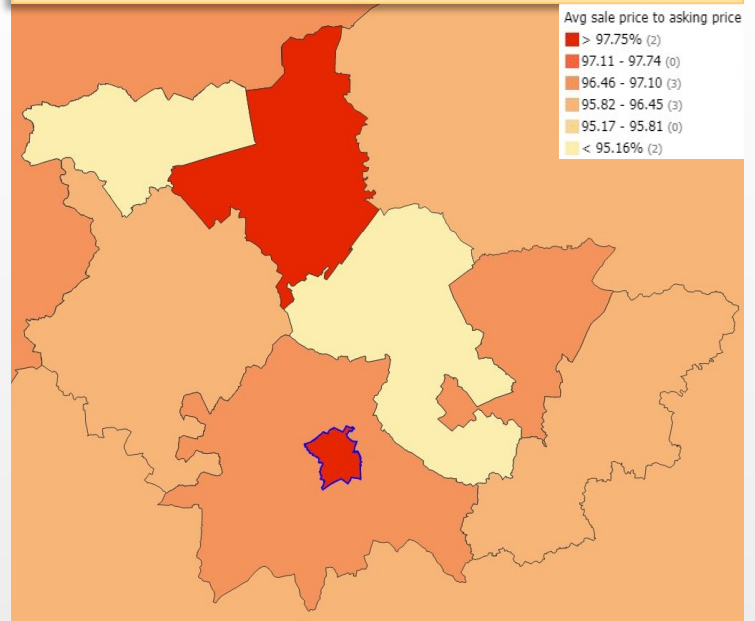 Avg sale price to asking price
> 97.75% (2)
97.11 - 97.74 (0)
96.46 - 97.10 (3)
95.82 - 96.45 (3)
95.17 - 95.81 (0)
< 95.16% (2)